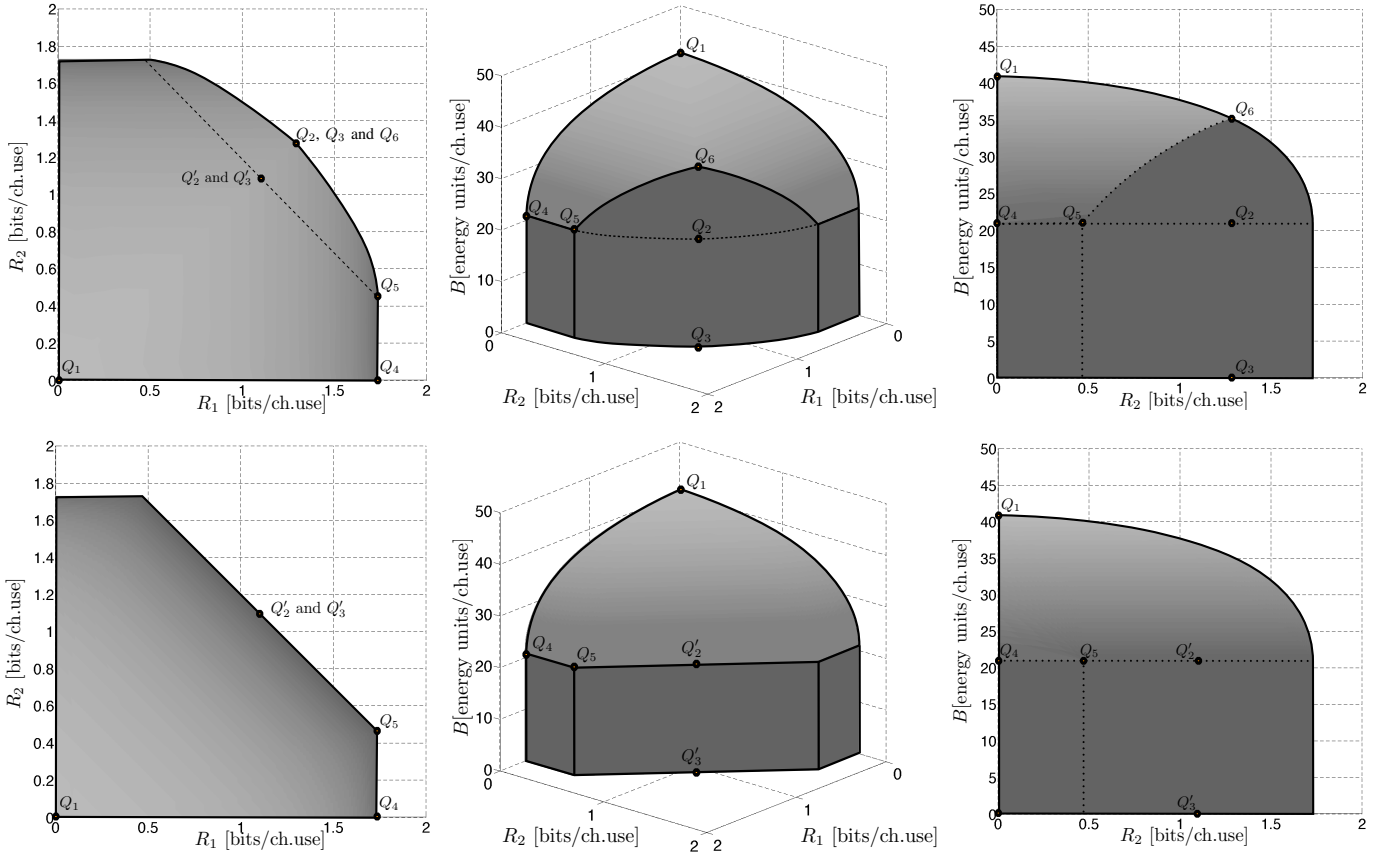 2
1.8
1.6
1.4
1.2
1
0.8
0.6
0.4
0.2
0
R₂ [bits/ch.use]
Q₂, Q₃ and Q₆
Q′₂ and Q′₃
Q₅
Q₁
Q₄
0 0.5 1 1.5 2
R₁ [bits/ch.use]
50
40
30
20
10
0
B[energy units/ch.use]
Q₁
Q₆
Q₄
Q₅
Q₂
Q₃
0
1
2
R₂ [bits/ch.use]
0
1
2
R₁ [bits/ch.use]
50
45
40
35
30
25
20
15
10
5
0
B[energy units/ch.use]
Q₁
Q₆
Q₄
Q₅
Q₂
Q₃
0 0.5 1 1.5 2
R₂ [bits/ch.use]
2
1.8
1.6
1.4
1.2
1
0.8
0.6
0.4
0.2
0
R₂ [bits/ch.use]
Q′₂ and Q′₃
Q₅
Q₁
Q₄
0 0.5 1 1.5 2
R₁ [bits/ch.use]
50
40
30
20
10
0
B[energy units/ch.use]
Q₁
Q₄
Q₅
Q′₂
Q′₃
0
1
2
R₂ [bits/ch.use]
0
1
2
R₁ [bits/ch.use]
50
45
40
35
30
25
20
15
10
5
0
B[energy units/ch.use]
Q₁
Q₄
Q₅
Q′₂
Q′₃
0 0.5 1 1.5 2
R₂ [bits/ch.use]